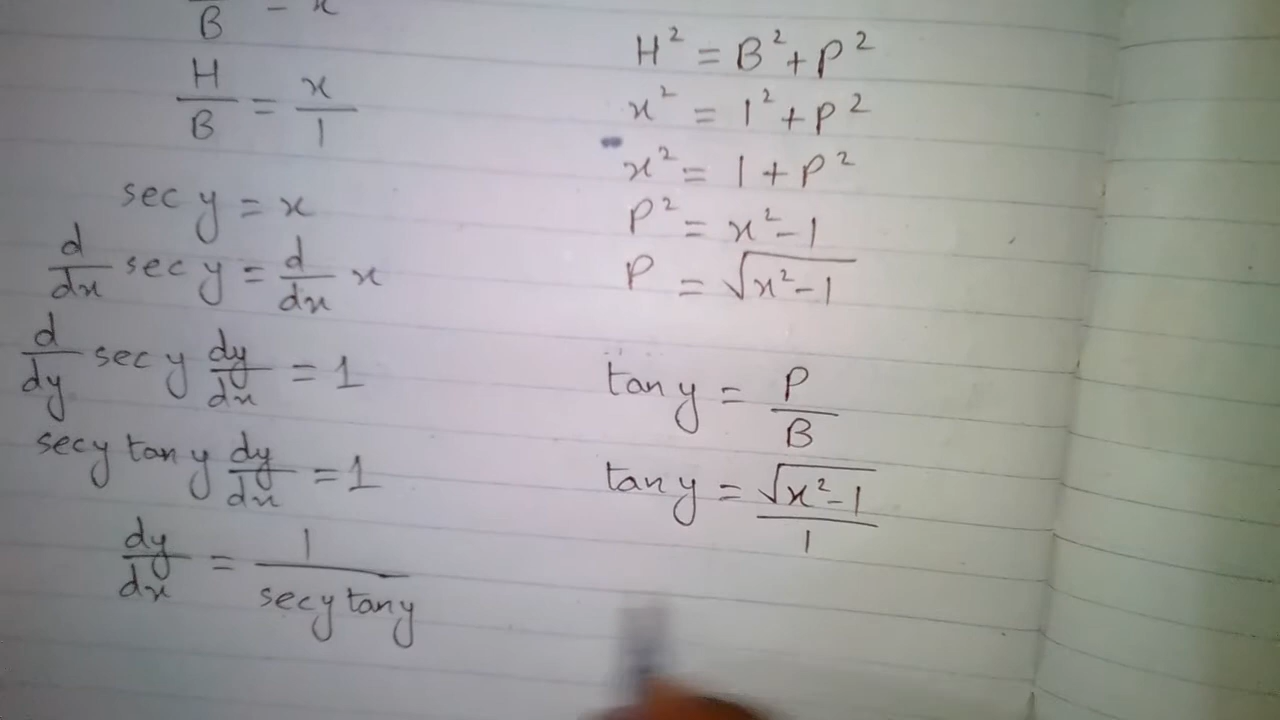 B = x
H/B = x/1
sec y = x
d/dx sec y = d/dx x
d/dy sec y dy/dx = 1
sec y tan y dy/dx = 1
dy/dx = 1/sec y tan y
H² = B² + P²
x² = 1² + P²
x² = 1 + P²
P² = x² - 1
P = √x² - 1
tan y = P/B
tan y = √x² - 1/1